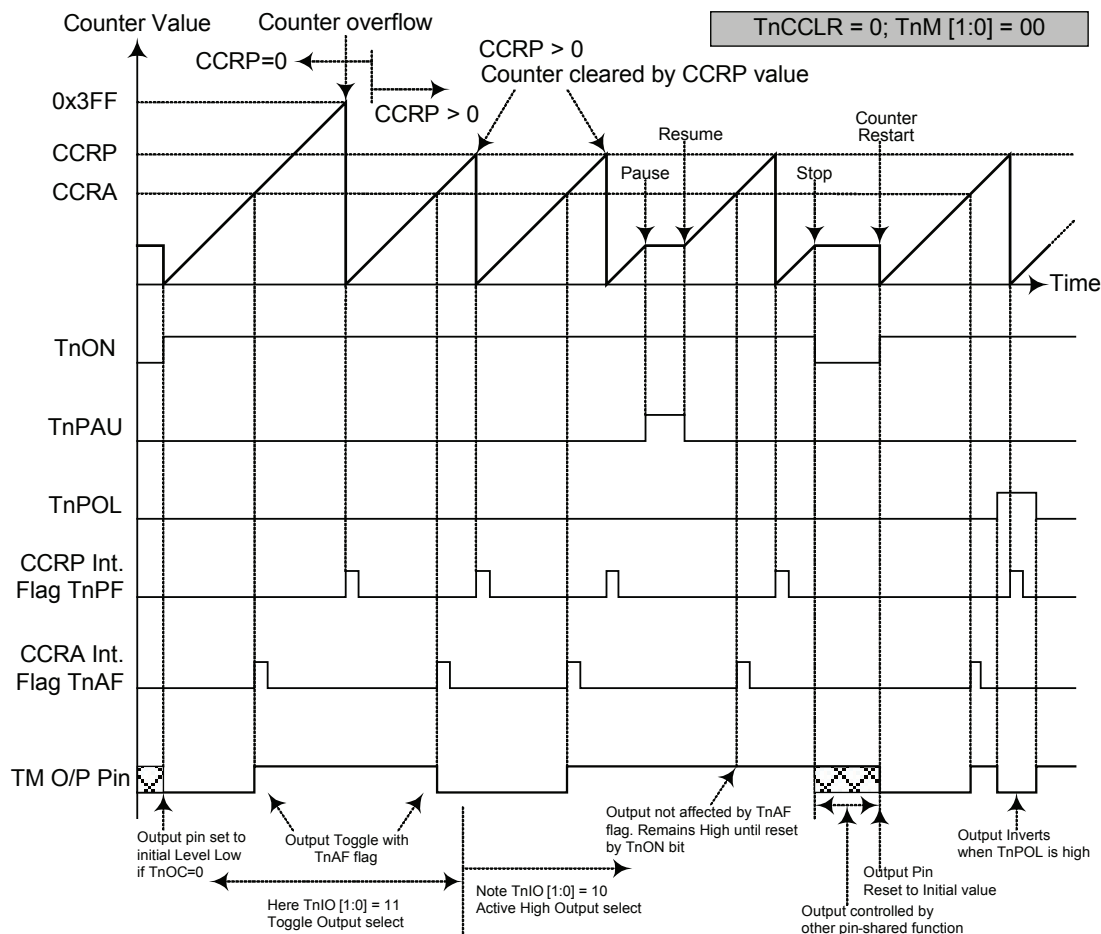 Counter Value
Counter overflow
TnCCLR = 0; TnM [1:0] = 00
CCRP=0
CCRP > 0
CCRP > 0
Counter cleared by CCRP value
0x3FF
CCRP
CCRA
Pause
Resume
Stop
Counter
Restart
Time
TnON
TnPAU
TnPOL
CCRP Int.
Flag TnPF
CCRA Int.
Flag TnAF
TM O/P Pin
Output pin set to
initial Level Low
if TnOC=0
Output Toggle with
TnAF flag
Here TnIO [1:0] = 11
Toggle Output select
Note TnIO [1:0] = 10
Active High Output select
Output not affected by TnAF
flag. Remains High until reset
by TnON bit
Output Pin
Reset to Initial value
Output controlled by
other pin-shared function
Output Inverts
when TnPOL is high